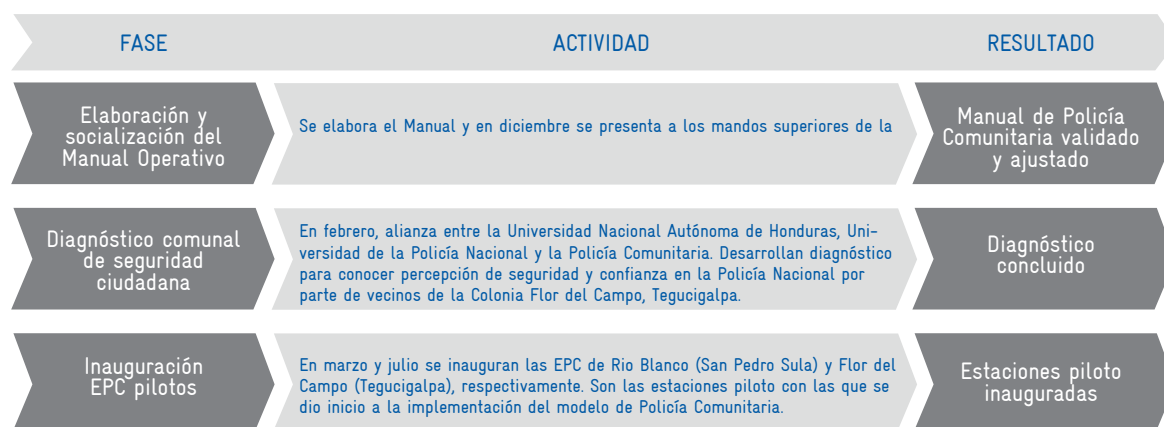 FASE
ACTIVIDAD
RESULTADO
Elaboración y
socialización del
Manual Operativo
Se elabora el Manual y en diciembre se presenta a los mandos superiores de la
Manual de Policía
Comunitaria validado
y ajustado
Diagnóstico comunal
de seguridad
ciudadana
En febrero, alianza entre la Universidad Nacional Autónoma de Honduras, Uni-
versidad de la Policía Nacional y la Policía Comunitaria. Desarrollan diagnóstico
para conocer percepción de seguridad y confianza en la Policía Nacional por
parte de vecinos de la Colonia Flor del Campo, Tegucigalpa.
Diagnóstico
concluido
Inauguración
EPC pilotos
En marzo y julio se inauguran las EPC de Rio Blanco (San Pedro Sula) y Flor del
Campo (Tegucigalpa), respectivamente. Son las estaciones piloto con las que se
dio inicio a la implementación del modelo de Policía Comunitaria.
Estaciones piloto
inauguradas